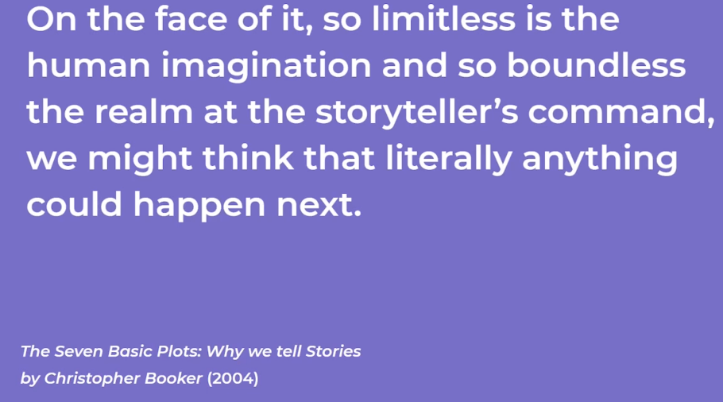 On the face of it, so limitless is the
human imagination and so boundless
the realm at the storyteller’s command,
we might think that literally anything
could happen next.
The Seven Basic Plots: Why we tell Stories
by Christopher Booker (2004)